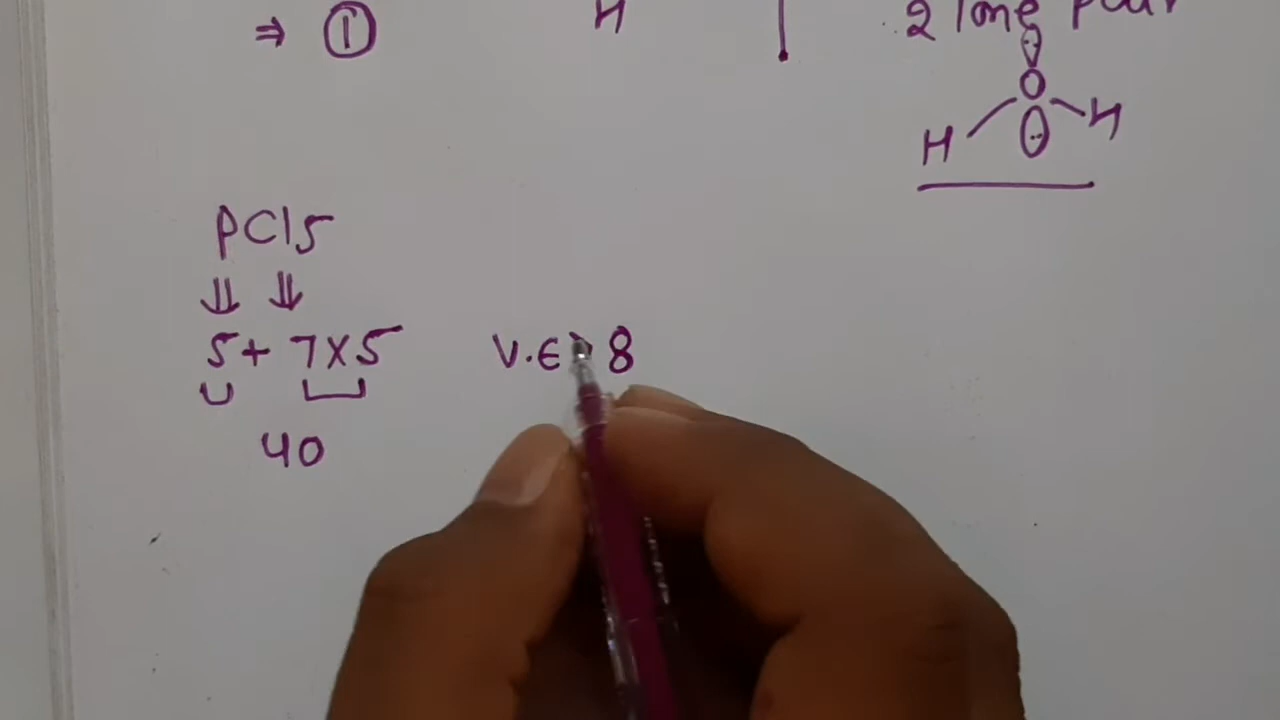 ⇒ ① H 2 lone pair
O
H H
PCl5
⇓ ⇓
5+ 7×5 V.E> 8
40